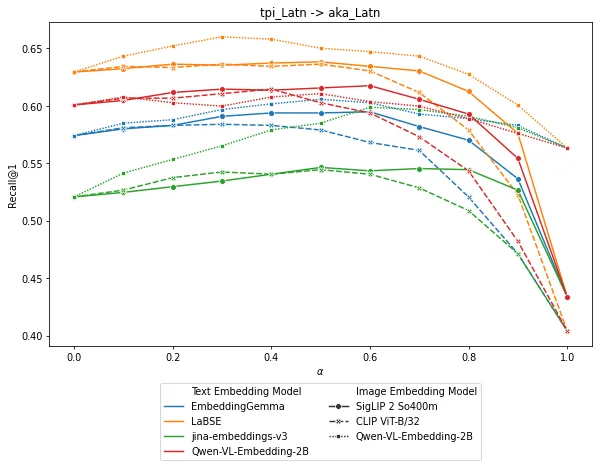 tpi_Latn -> aka_Latn
Recall@1
0.65
0.60
0.55
0.50
0.45
0.40
0.0 0.2 0.4 0.6 0.8 1.0
α
Text Embedding Model
EmbeddingGemma
LaBSE
jina-embeddings-v3
Qwen-VL-Embedding-2B
Image Embedding Model
SigLIP 2 So400m
CLIP ViT-B/32
Qwen-VL-Embedding-2B